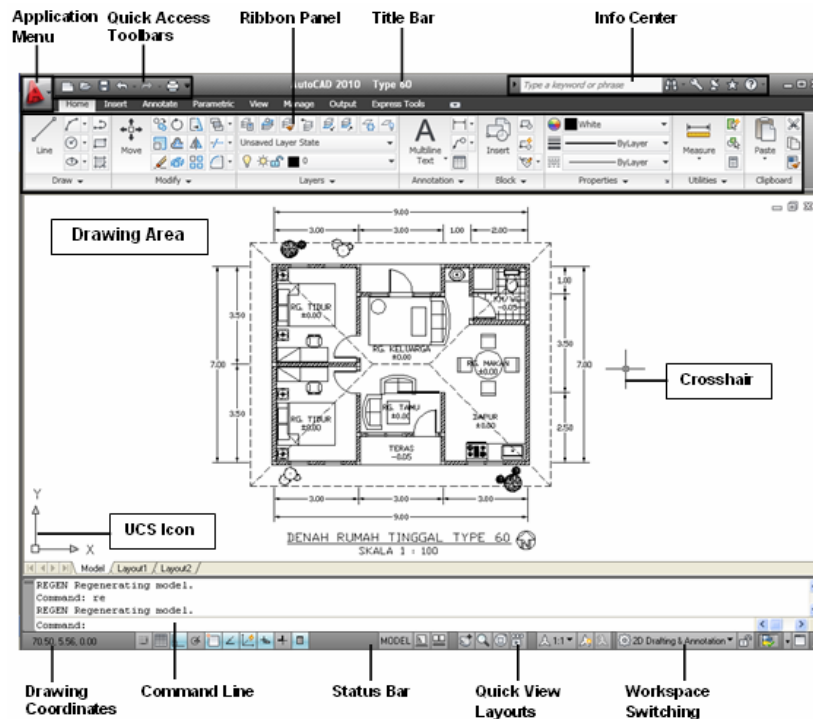 Application Menu
Quick Access Toolbars
Ribbon Panel
Title Bar
Info Center
AutoCAD 2010 Type 60
Type a keyword or phrase
Home Insert Annotate Parametric View Manage Output Express Tools
Line
Move
Unsaved Layer State
0
A
Multiline Text
Insert
White
ByLayer
ByLayer
Measure
Paste
Draw
Modify
Layers
Annotation
Block
Properties
Utilities
Clipboard
Drawing Area
9.00
3.00 3.00 1.00 2.00
RG. TIDUR
±0.00
KM/WC
-0.05
1.00
3.50
RG. KELUARGA
±0.00
3.50
7.00
RG. MAKAN
±0.00
7.00
Crosshair
RG. TIDUR
±0.00
RG. TAMU
±0.00
DAPUR
±0.00
3.50
2.50
TERAS
-0.05
3.00 3.00 3.00
9.00
DENAH RUMAH TINGGAL TYPE 60
SKALA 1 : 100
Y
X
UCS Icon
Model Layout1 Layout2
REGEN Regenerating model.
Command: re
REGEN Regenerating model.
Command:
70.50, 5.56, 0.00
MODEL
1:1
2D Drafting & Annotation
Drawing Coordinates
Command Line
Status Bar
Quick View Layouts
Workspace Switching